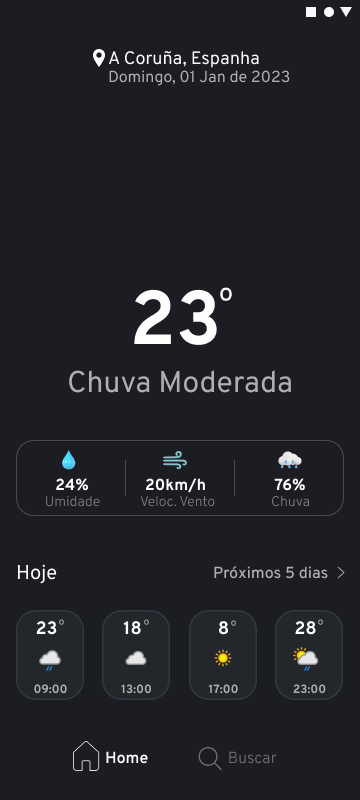 A Coruña, Espanha
Domingo, 01 Jan de 2023
23°
Chuva Moderada
24% 20km/h 76%
Umidade Veloc. Vento Chuva
Hoje Próximos 5 dias >
23° 18° 8° 28°
09:00 13:00 17:00 23:00
Home Buscar